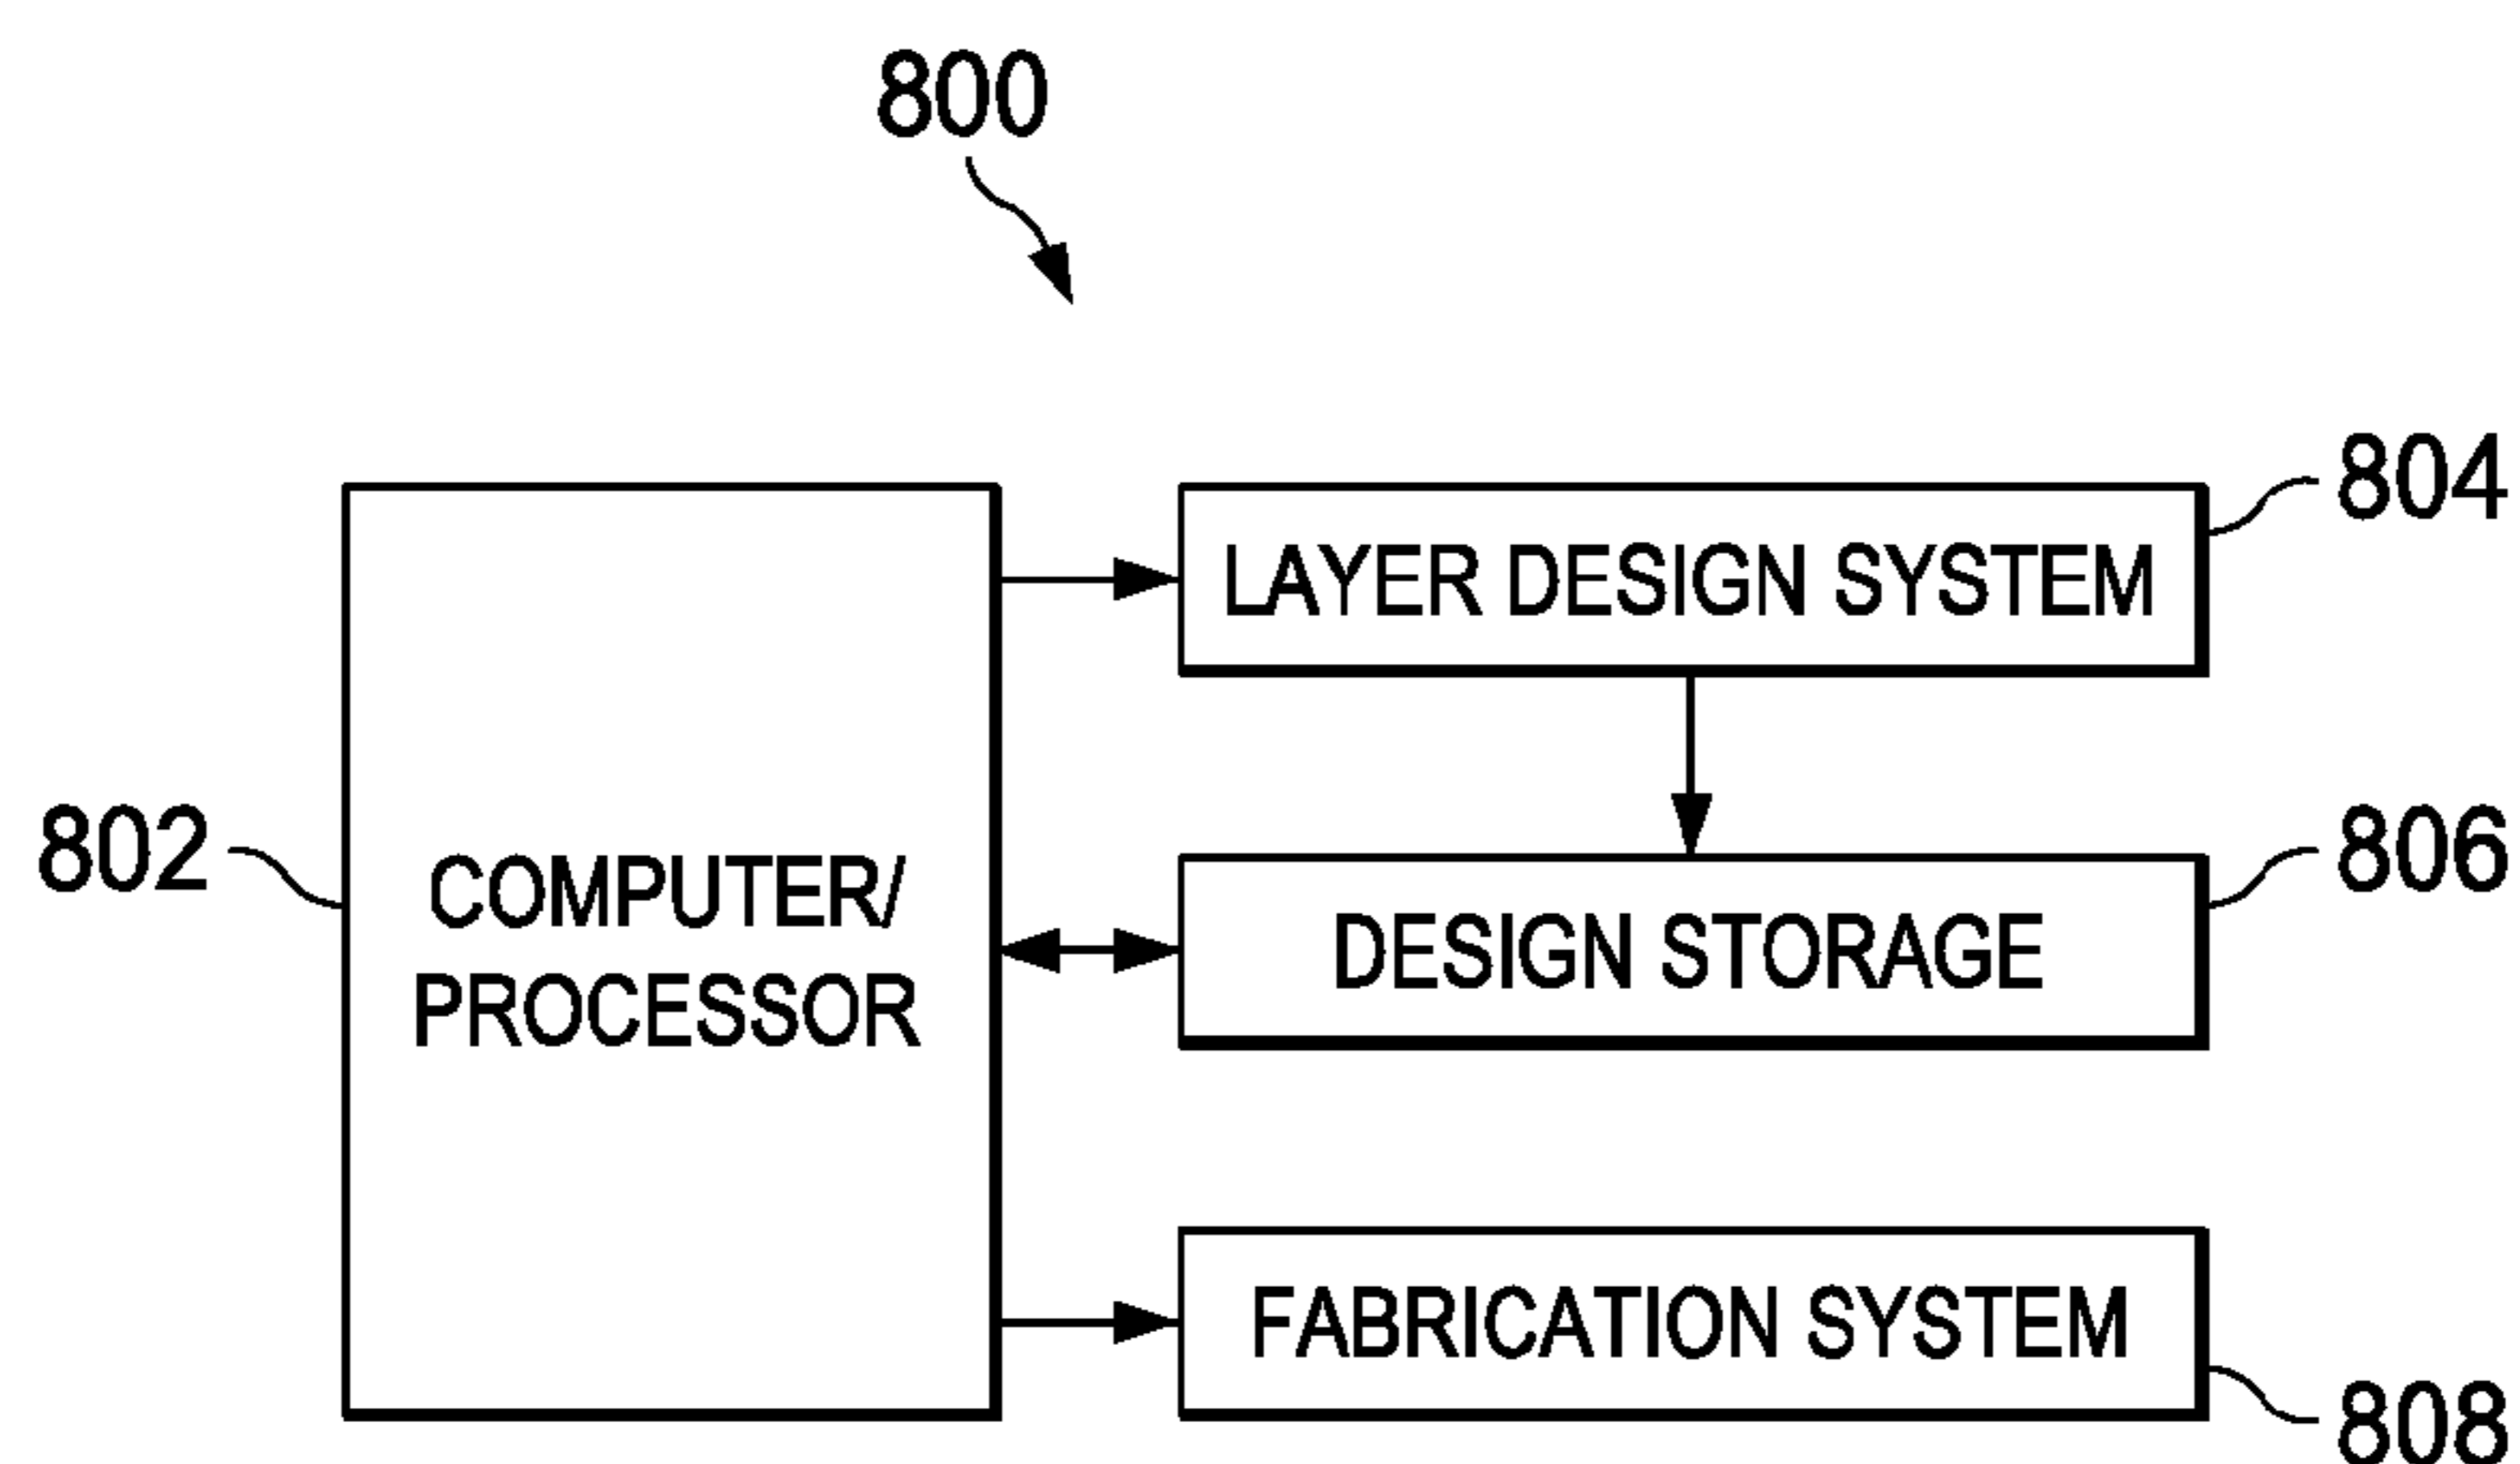 800
LAYER DESIGN SYSTEM
804
802
COMPUTER/
PROCESSOR
DESIGN STORAGE
806
FABRICATION SYSTEM
808